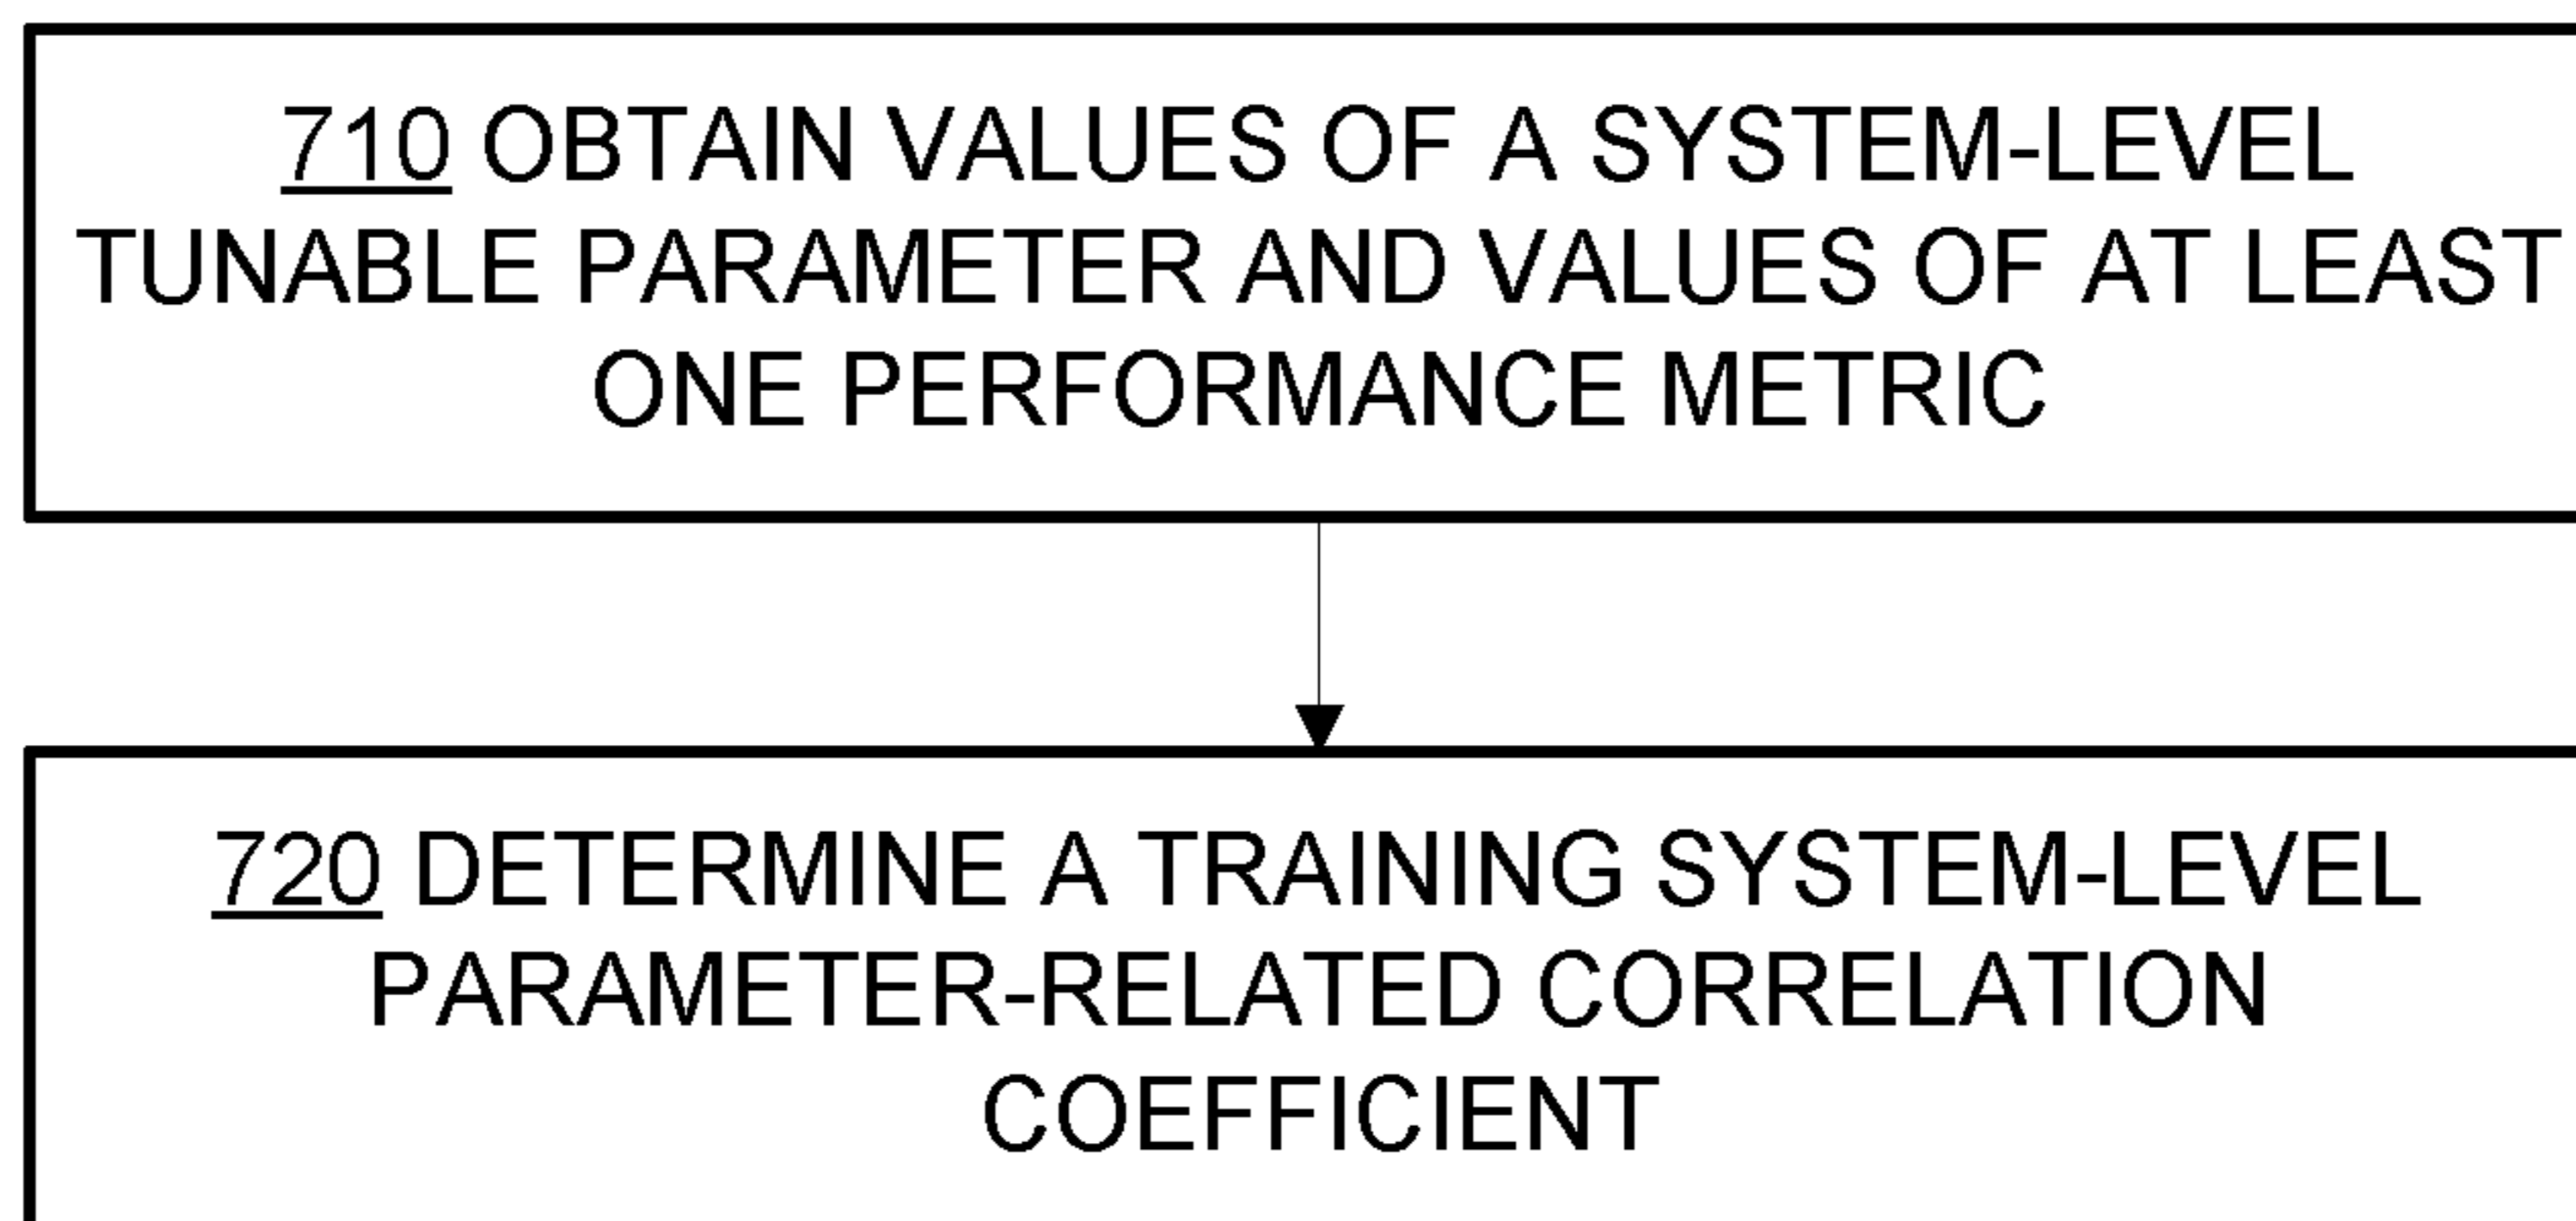 710 OBTAIN VALUES OF A SYSTEM-LEVEL
TUNABLE PARAMETER AND VALUES OF AT LEAST
ONE PERFORMANCE METRIC
720 DETERMINE A TRAINING SYSTEM-LEVEL
PARAMETER-RELATED CORRELATION
COEFFICIENT